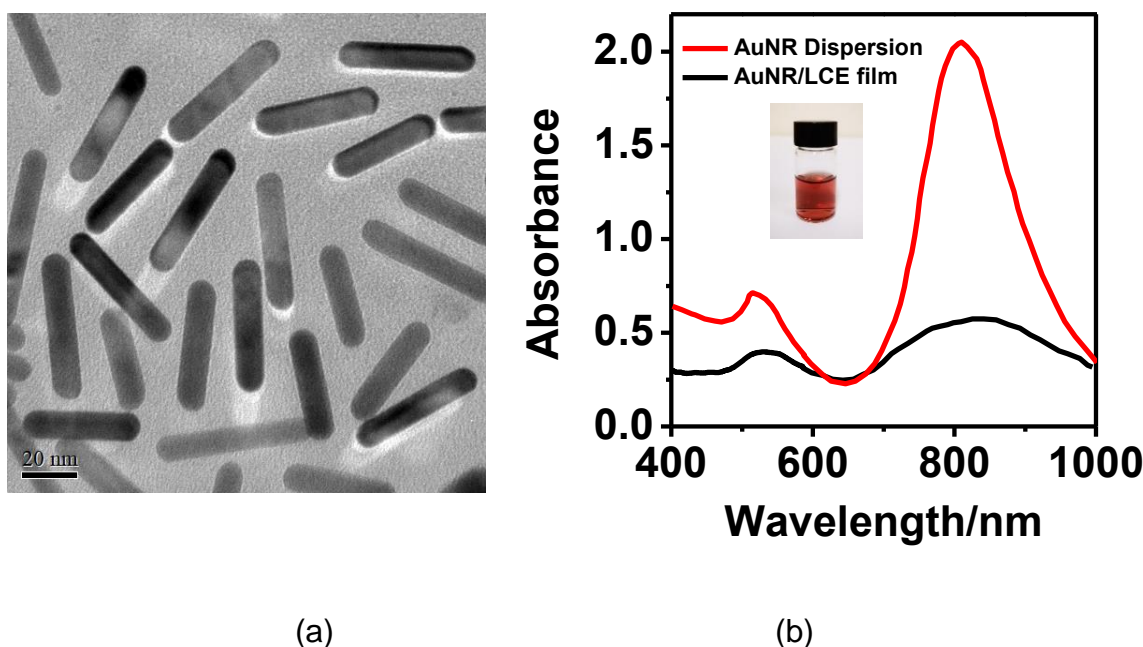 20 nm
AuNR Dispersion
AuNR/LCE film
Absorbance
2.0
1.5
1.0
0.5
0.0
400 600 800 1000
Wavelength/nm
(a) (b)